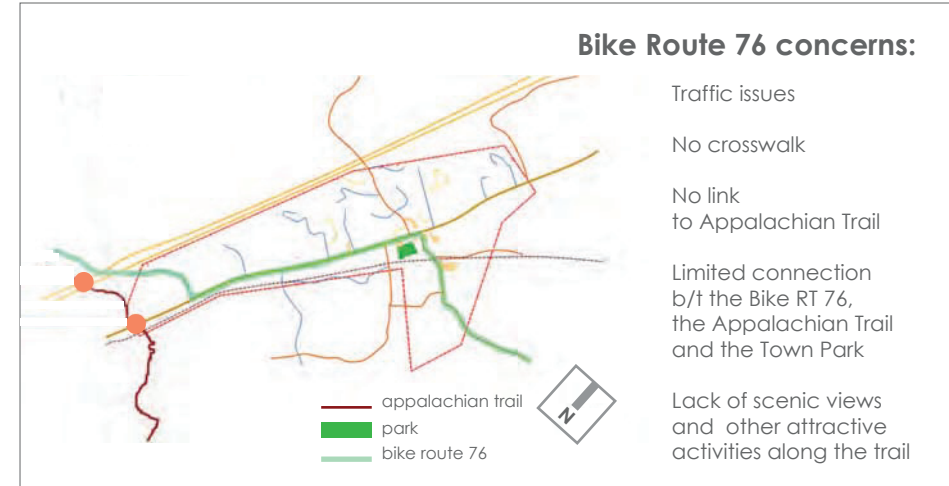 Bike Route 76 concerns:
Traffic issues
No crosswalk
No link
to Appalachian Trail
Limited connection
b/t the Bike RT 76,
the Appalachian Trail
and the Town Park
Lack of scenic views
and other attractive
activities along the trail
appalachian trail
park
bike route 76
N